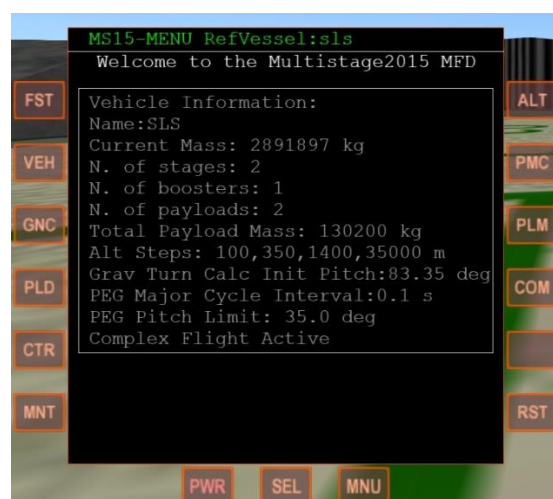 MS15-MENU RefVessel:sls
Welcome to the Multistage2015 MFD
Vehicle Information:
Name:SLS
Current Mass: 2891897 kg
N. of stages: 2
N. of boosters: 1
N. of payloads: 2
Total Payload Mass: 130200 kg
Alt Steps: 100,350,1400,35000 m
Grav Turn Calc Init Pitch:83.35 deg
PEG Major Cycle Interval:0.1 s
PEG Pitch Limit: 35.0 deg
Complex Flight Active
FST
VEH
GNC
PLD
CTR
MNT
ALT
PMC
PLM
COM
RST
PWR SEL MNU